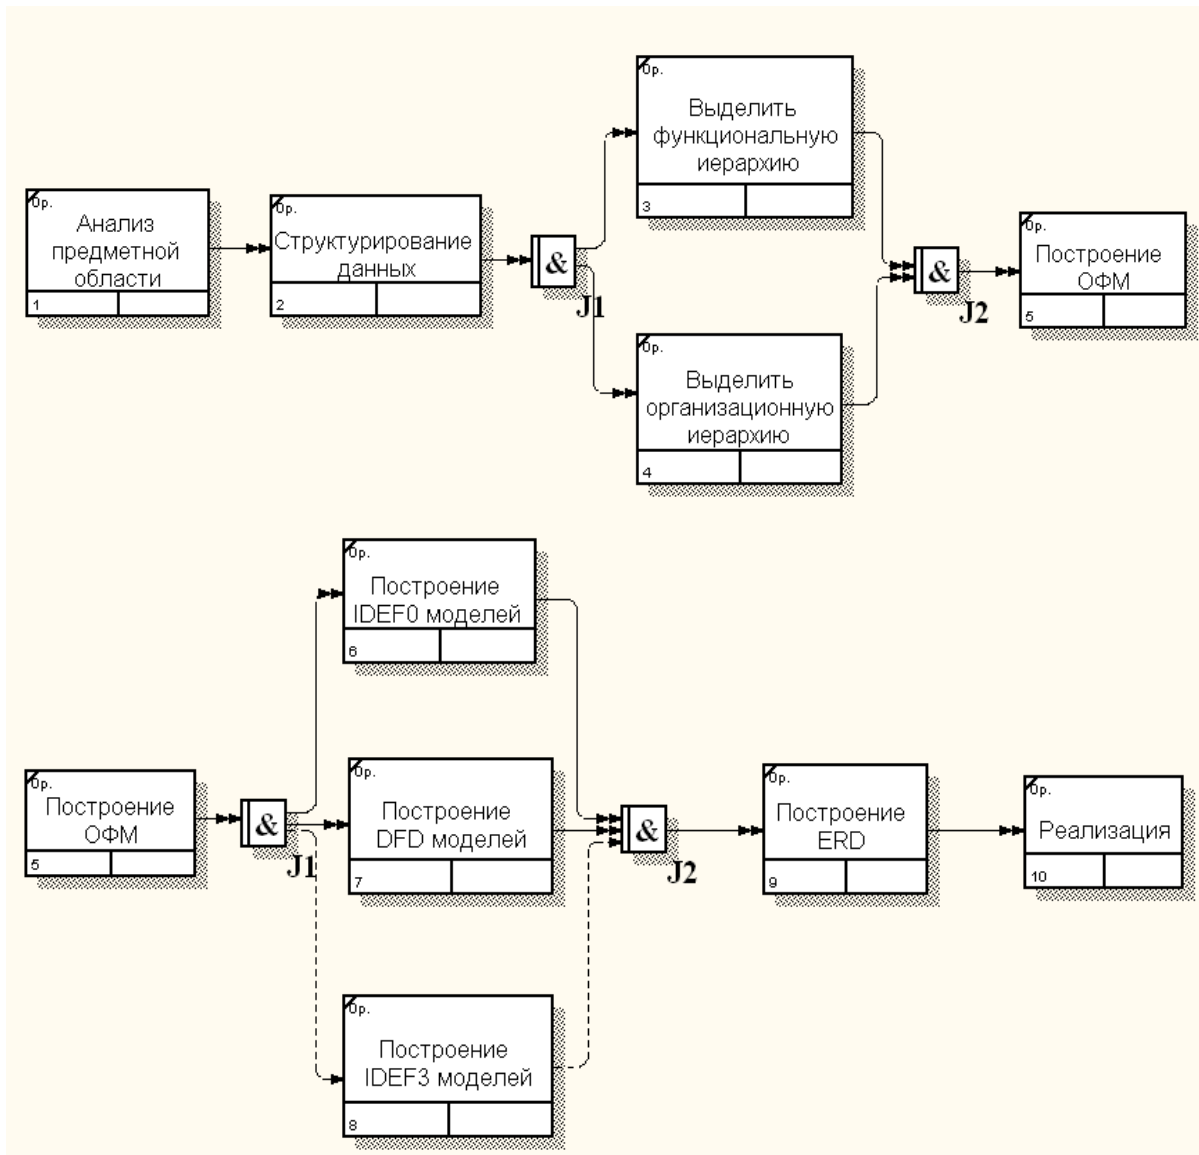 0р.
Анализ
предметной
области
1
0р.
Структурирование
данных
2
&
J1
0р.
Выделить
функциональную
иерархию
3
0р.
Выделить
организационную
иерархию
4
&
J2
0р.
Построение
ОФМ
5
0р.
Построение
ОФМ
5
&
J1
0р.
Построение
IDEF0 моделей
6
0р.
Построение
DFD моделей
7
0р.
Построение
IDEF3 моделей
8
&
J2
0р.
Построение
ERD
9
0р.
Реализация
10